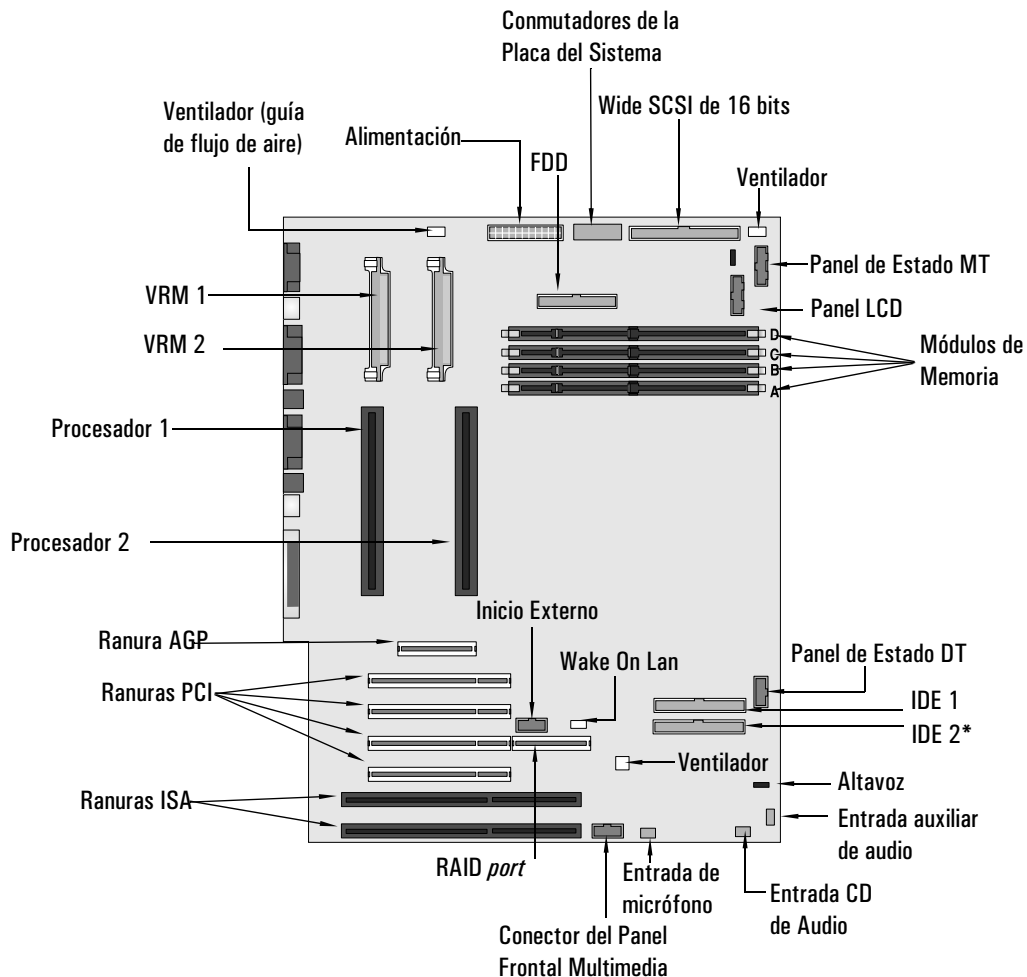 Conmutadores de la
Placa del Sistema
Wide SCSI de 16 bits
Ventilador (guía
de flujo de aire)
Alimentación
FDD
Ventilador
Panel de Estado MT
VRM 1
Panel LCD
VRM 2
D
C
B
A
Módulos de
Memoria
Procesador 1
Procesador 2
Inicio Externo
Ranura AGP
Wake On Lan
Panel de Estado DT
Ranuras PCI
IDE 1
IDE 2*
Ventilador
Altavoz
Ranuras ISA
Entrada auxiliar
de audio
RAID port
Entrada de
micrófono
Entrada CD
de Audio
Conector del Panel
Frontal Multimedia